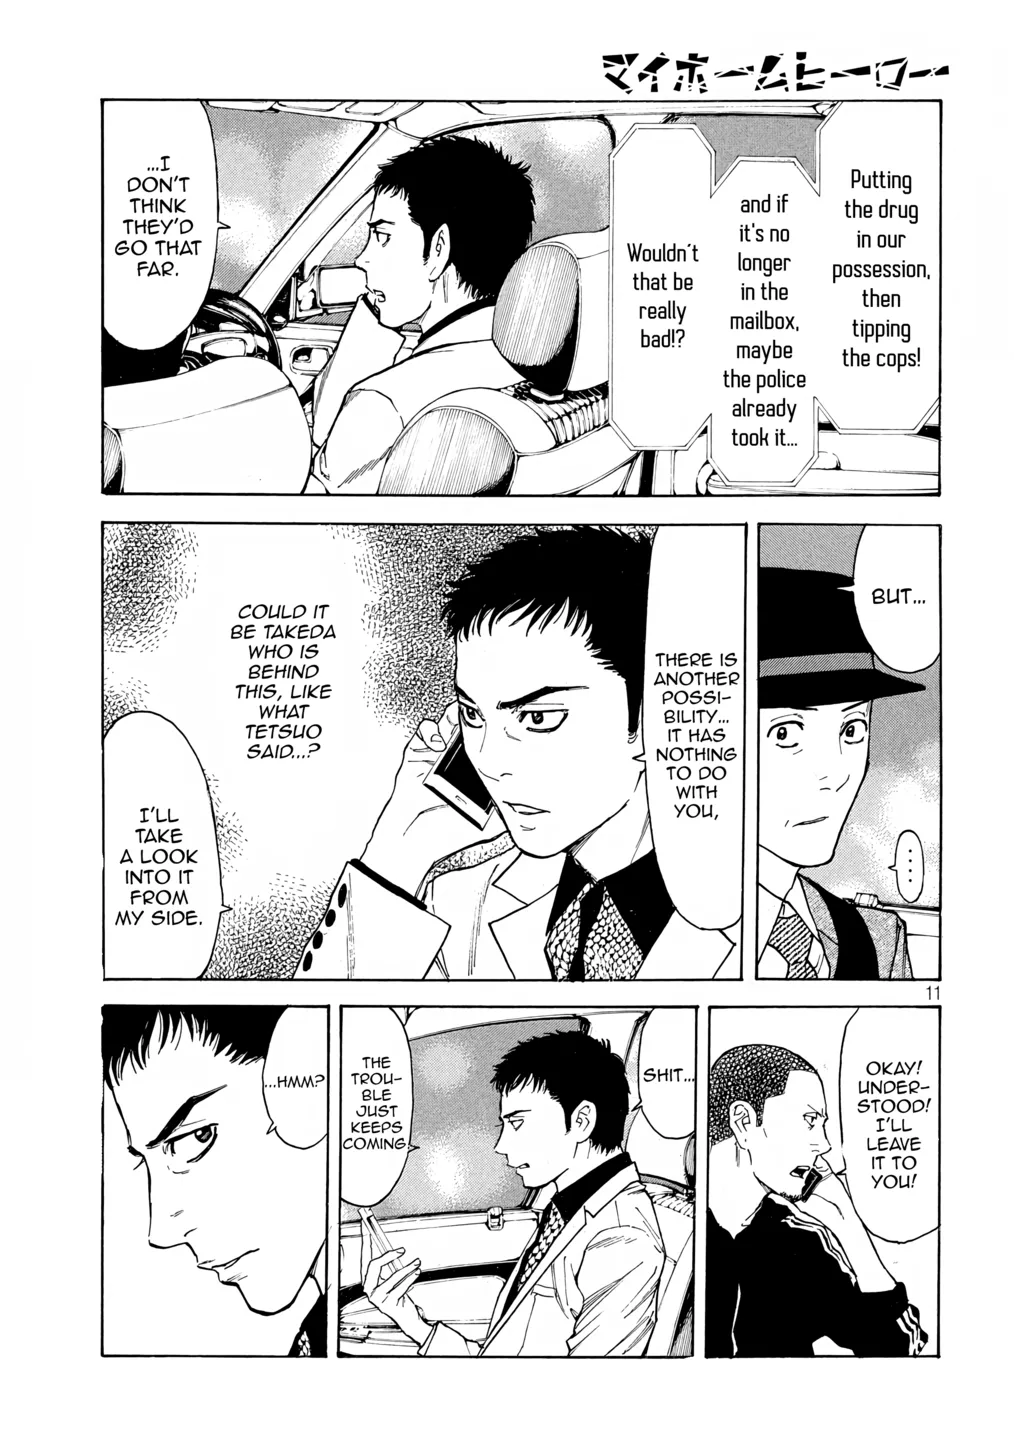 マイホームヒーロー
Putting
the drug
in our
possession,
then
tipping
the cops!
and if
it's no
longer
in the
mailbox,
maybe
the police
already
took it...
Wouldn't
that be
really
bad!?
...I
DON'T
THINK
THEY'D
GO THAT
FAR.
BUT...
....
THERE IS
ANOTHER
POSSI-
BILITY...
IT HAS
NOTHING
TO DO
WITH
YOU,
COULD IT
BE TAKEDA
WHO IS
BEHIND
THIS, LIKE
WHAT
TETSUO
SAID...?
I'LL
TAKE
A LOOK
INTO IT
FROM
MY SIDE.
11
OKAY!
UNDER-
STOOD!
I'LL
LEAVE
IT TO
YOU!
SHIT...
THE
TROU-
BLE
JUST
KEEPS
COMING
...HMM?